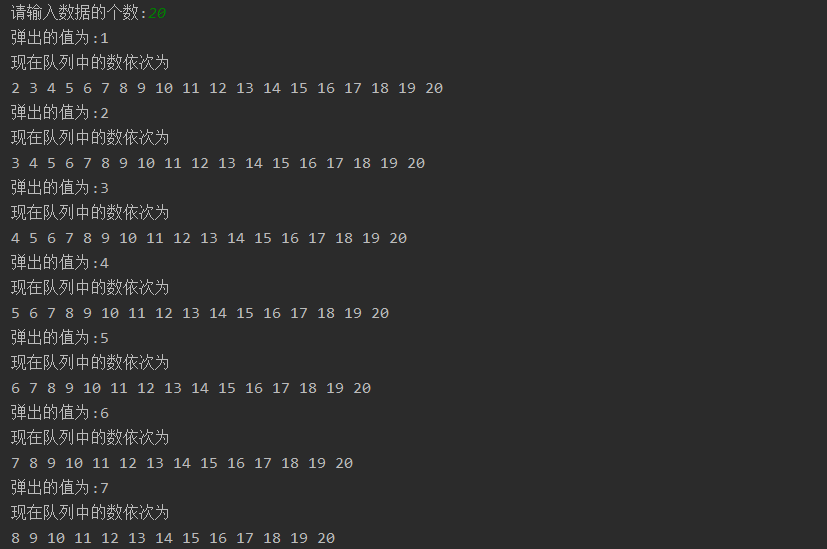 请输入数据的个数:20
弹出的值为:1
现在队列中的数依次为
2 3 4 5 6 7 8 9 10 11 12 13 14 15 16 17 18 19 20
弹出的值为:2
现在队列中的数依次为
3 4 5 6 7 8 9 10 11 12 13 14 15 16 17 18 19 20
弹出的值为:3
现在队列中的数依次为
4 5 6 7 8 9 10 11 12 13 14 15 16 17 18 19 20
弹出的值为:4
现在队列中的数依次为
5 6 7 8 9 10 11 12 13 14 15 16 17 18 19 20
弹出的值为:5
现在队列中的数依次为
6 7 8 9 10 11 12 13 14 15 16 17 18 19 20
弹出的值为:6
现在队列中的数依次为
7 8 9 10 11 12 13 14 15 16 17 18 19 20
弹出的值为:7
现在队列中的数依次为
8 9 10 11 12 13 14 15 16 17 18 19 20